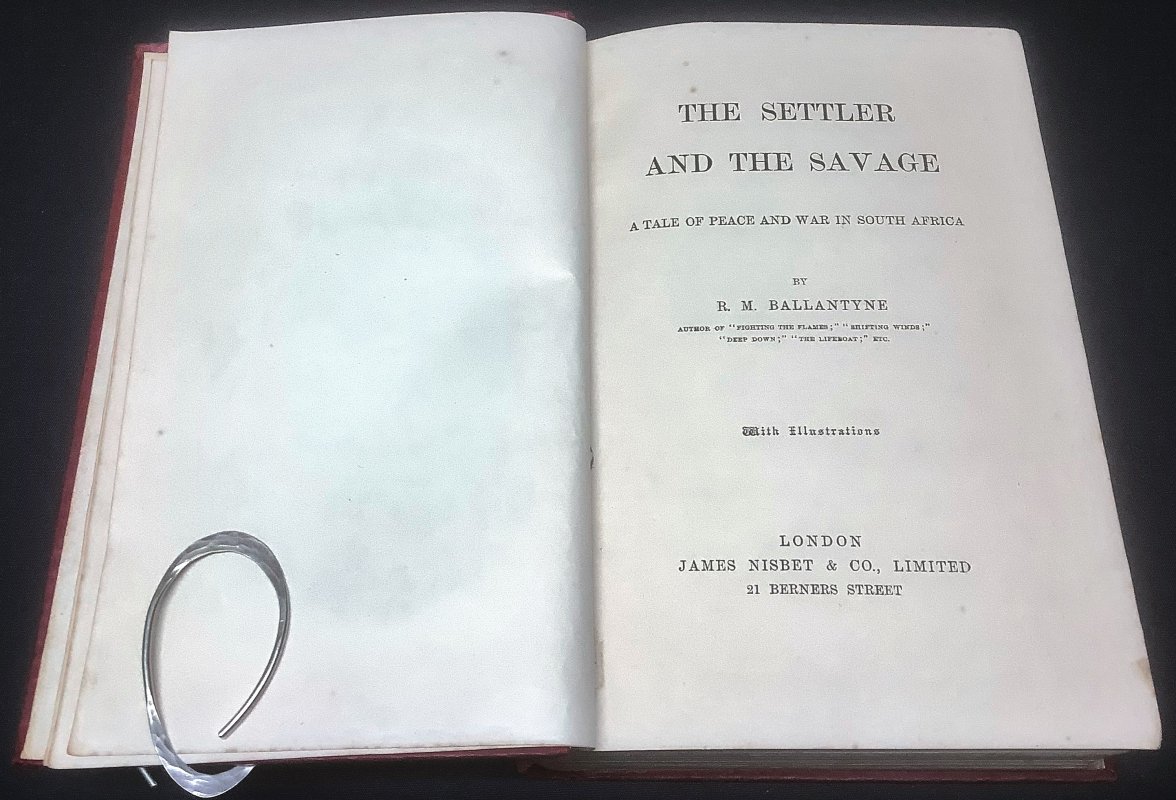 THE SETTLER
AND THE SAVAGE
A TALE OF PEACE AND WAR IN SOUTH AFRICA
BY
R. M. BALLANTYNE
AUTHOR OF "FIGHTING THE FLAMES;" "SHIFTING WINDS;"
"DEEP DOWN;" "THE LIFEBOAT;" ETC.
With Illustrations
LONDON
JAMES NISBET & CO., LIMITED
21 BERNERS STREET